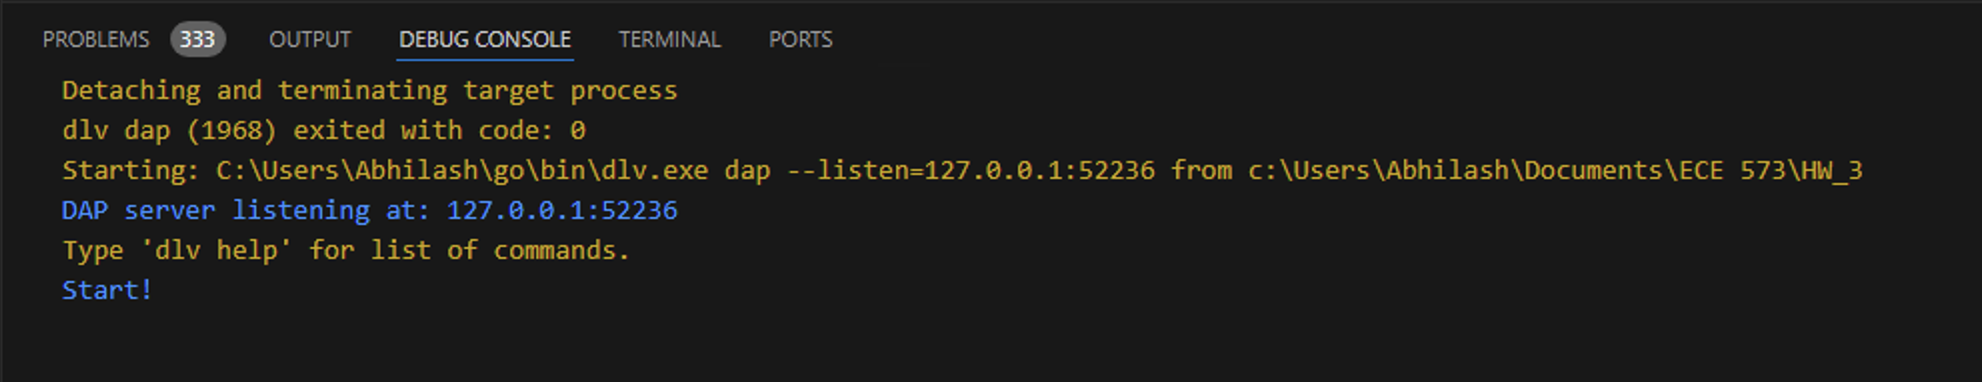 PROBLEMS 333 OUTPUT DEBUG CONSOLE TERMINAL PORTS
Detaching and terminating target process
dlv dap (1968) exited with code: 0
Starting: C:\Users\Abhilash\go\bin\dlv.exe dap --listen=127.0.0.1:52236 from c:\Users\Abhilash\Documents\ECE 573\HW_3
DAP server listening at: 127.0.0.1:52236
Type 'dlv help' for list of commands.
Start!